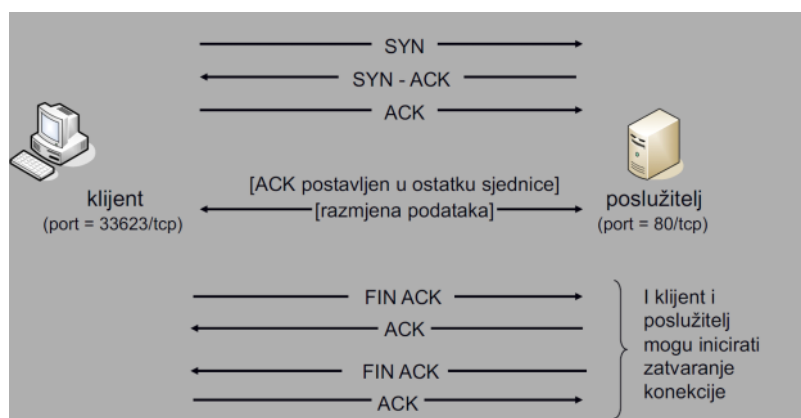 SYN
SYN - ACK
ACK
klijent
(port = 33623/tcp)
[ACK postavljen u ostatku sjednice]
[razmjena podataka]
poslužitelj
(port = 80/tcp)
FIN ACK
ACK
FIN ACK
ACK
I klijent i
poslužitelj
mogu inicirati
zatvaranje
konekcije